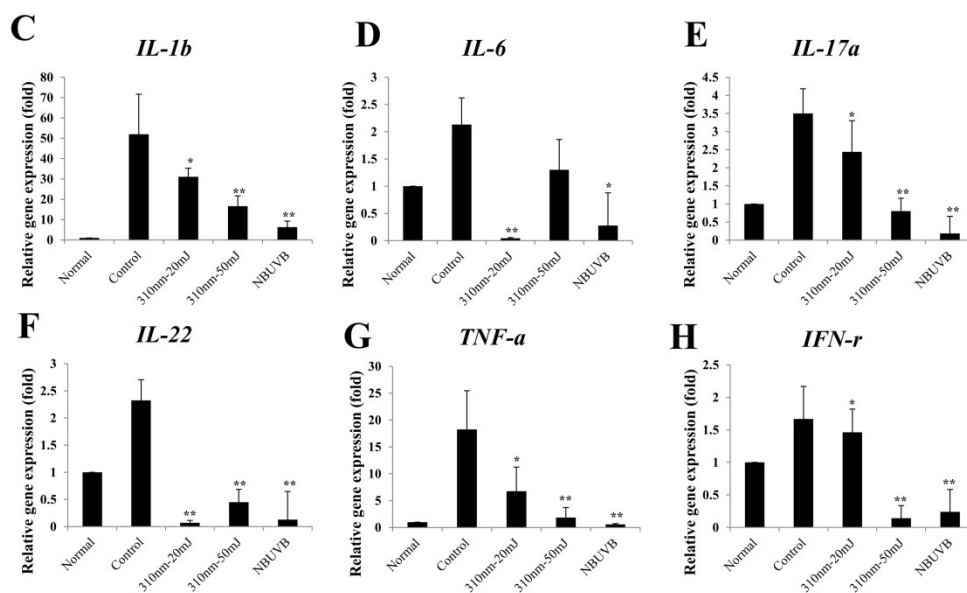 C
IL-1b
Relative gene expression (fold)
80
70
60
50
40
30
20
10
0
*
**
**
Normal
Control
310nm-20mJ
310nm-50mJ
NBUVB
D
IL-6
Relative gene expression (fold)
3
2.5
2
1.5
1
0.5
0
**
*
Normal
Control
310nm-20mJ
310nm-50mJ
NBUVB
E
IL-17a
Relative gene expression (fold)
4.5
4
3.5
3
2.5
2
1.5
1
0.5
0
*
**
**
Normal
Control
310nm-20mJ
310nm-50mJ
NBUVB
F
IL-22
Relative gene expression (fold)
3
2.5
2
1.5
1
0.5
0
**
**
**
Normal
Control
310nm-20mJ
310nm-50mJ
NBUVB
G
TNF-a
Relative gene expression (fold)
30
25
20
15
10
5
0
*
**
**
Normal
Control
310nm-20mJ
310nm-50mJ
NBUVB
H
IFN-r
Relative gene expression (fold)
2.5
2
1.5
1
0.5
0
*
**
**
Normal
Control
310nm-20mJ
310nm-50mJ
NBUVB